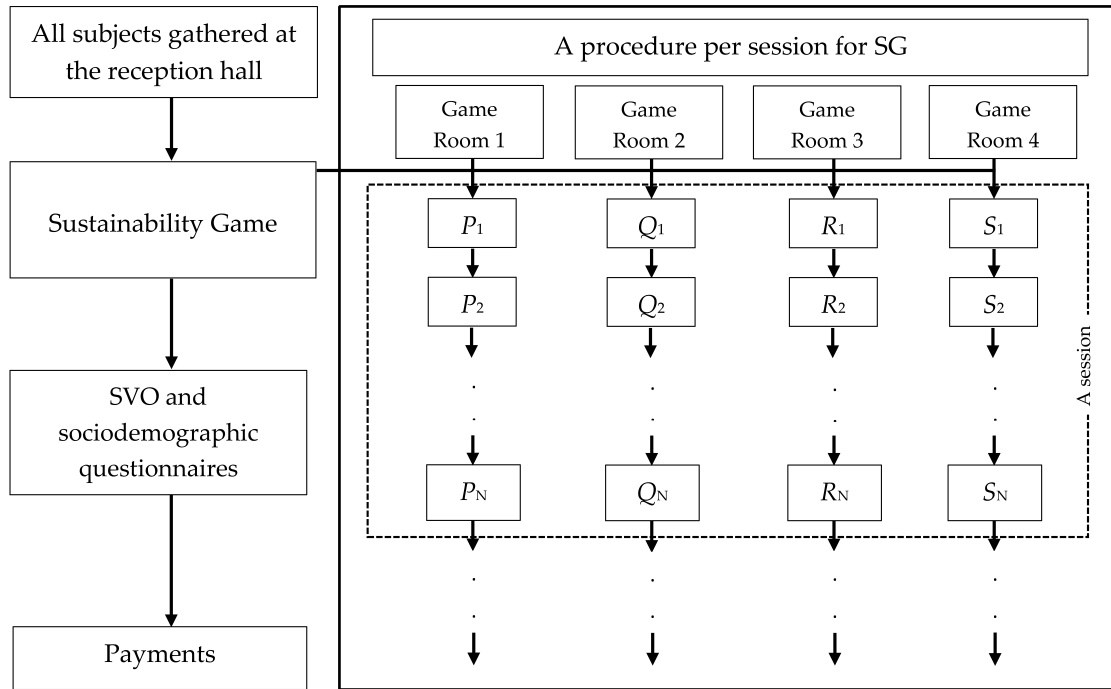 All subjects gathered at
the reception hall
Sustainability Game
SVO and
sociodemographic
questionnaires
Payments
A procedure per session for SG
Game
Room 1
Game
Room 2
Game
Room 3
Game
Room 4
P1
Q1
R1
S1
P2
Q2
R2
S2
. . . .
. . . .
PN
QN
RN
SN
. . . .
. . . .
A session